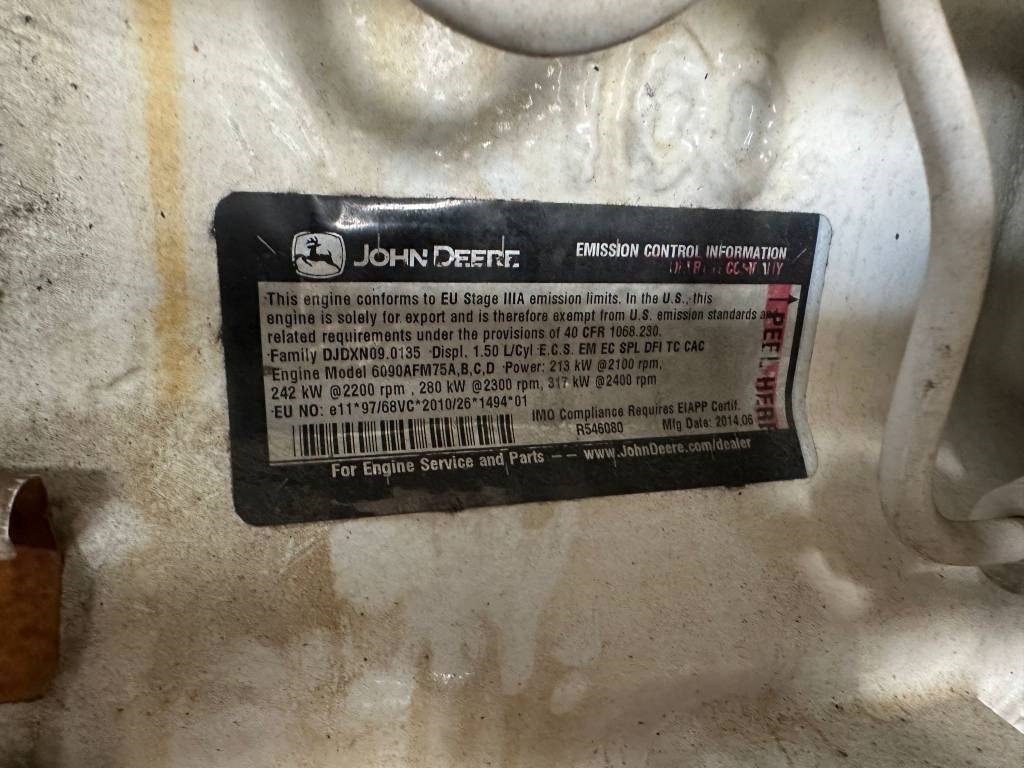 JOHN DEERE
EMISSION CONTROL INFORMATION
This engine conforms to EU Stage IIIA emission limits. In the U.S., this
engine is solely for export and is therefore exempt from U.S. emission standards and
related requirements under the provisions of 40 CFR 1068.230.
Family DJDXN09.0135 Displ. 1.50 L/Cyl E.C.S. EM EC SPL DFI TC CAC
Engine Model 6090AFM75A,B,C,D Power: 213 kW @2100 rpm,
242 kW @2200 rpm, 280 kW @2300 rpm, 317 kW @2400 rpm
EU NO: e11*97/68VC*2010/26*1494*01
IMO Compliance Requires EIAPP Certif.
R546080 Mfg Date: 2014.06
For Engine Service and Parts -- www.JohnDeere.com/dealer
PEEL HERE